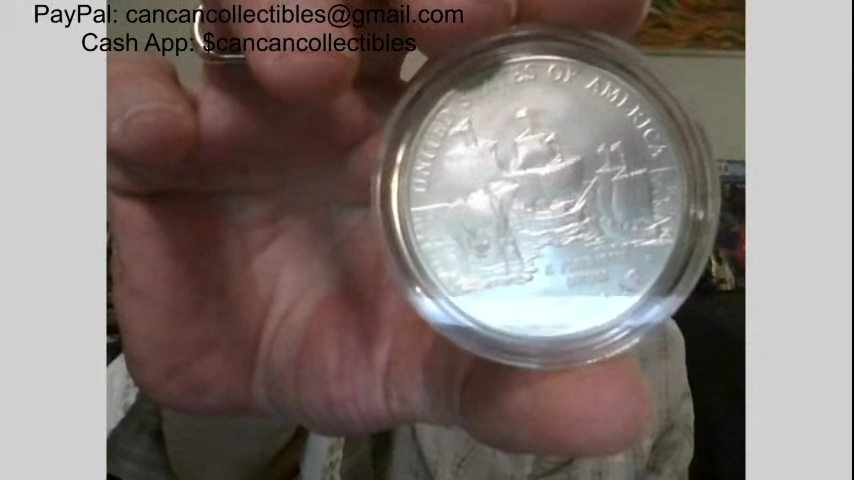 PayPal: cancancollectibles@gmail.com
Cash App: $cancancollectibles
UNITED STATES OF AMERICA